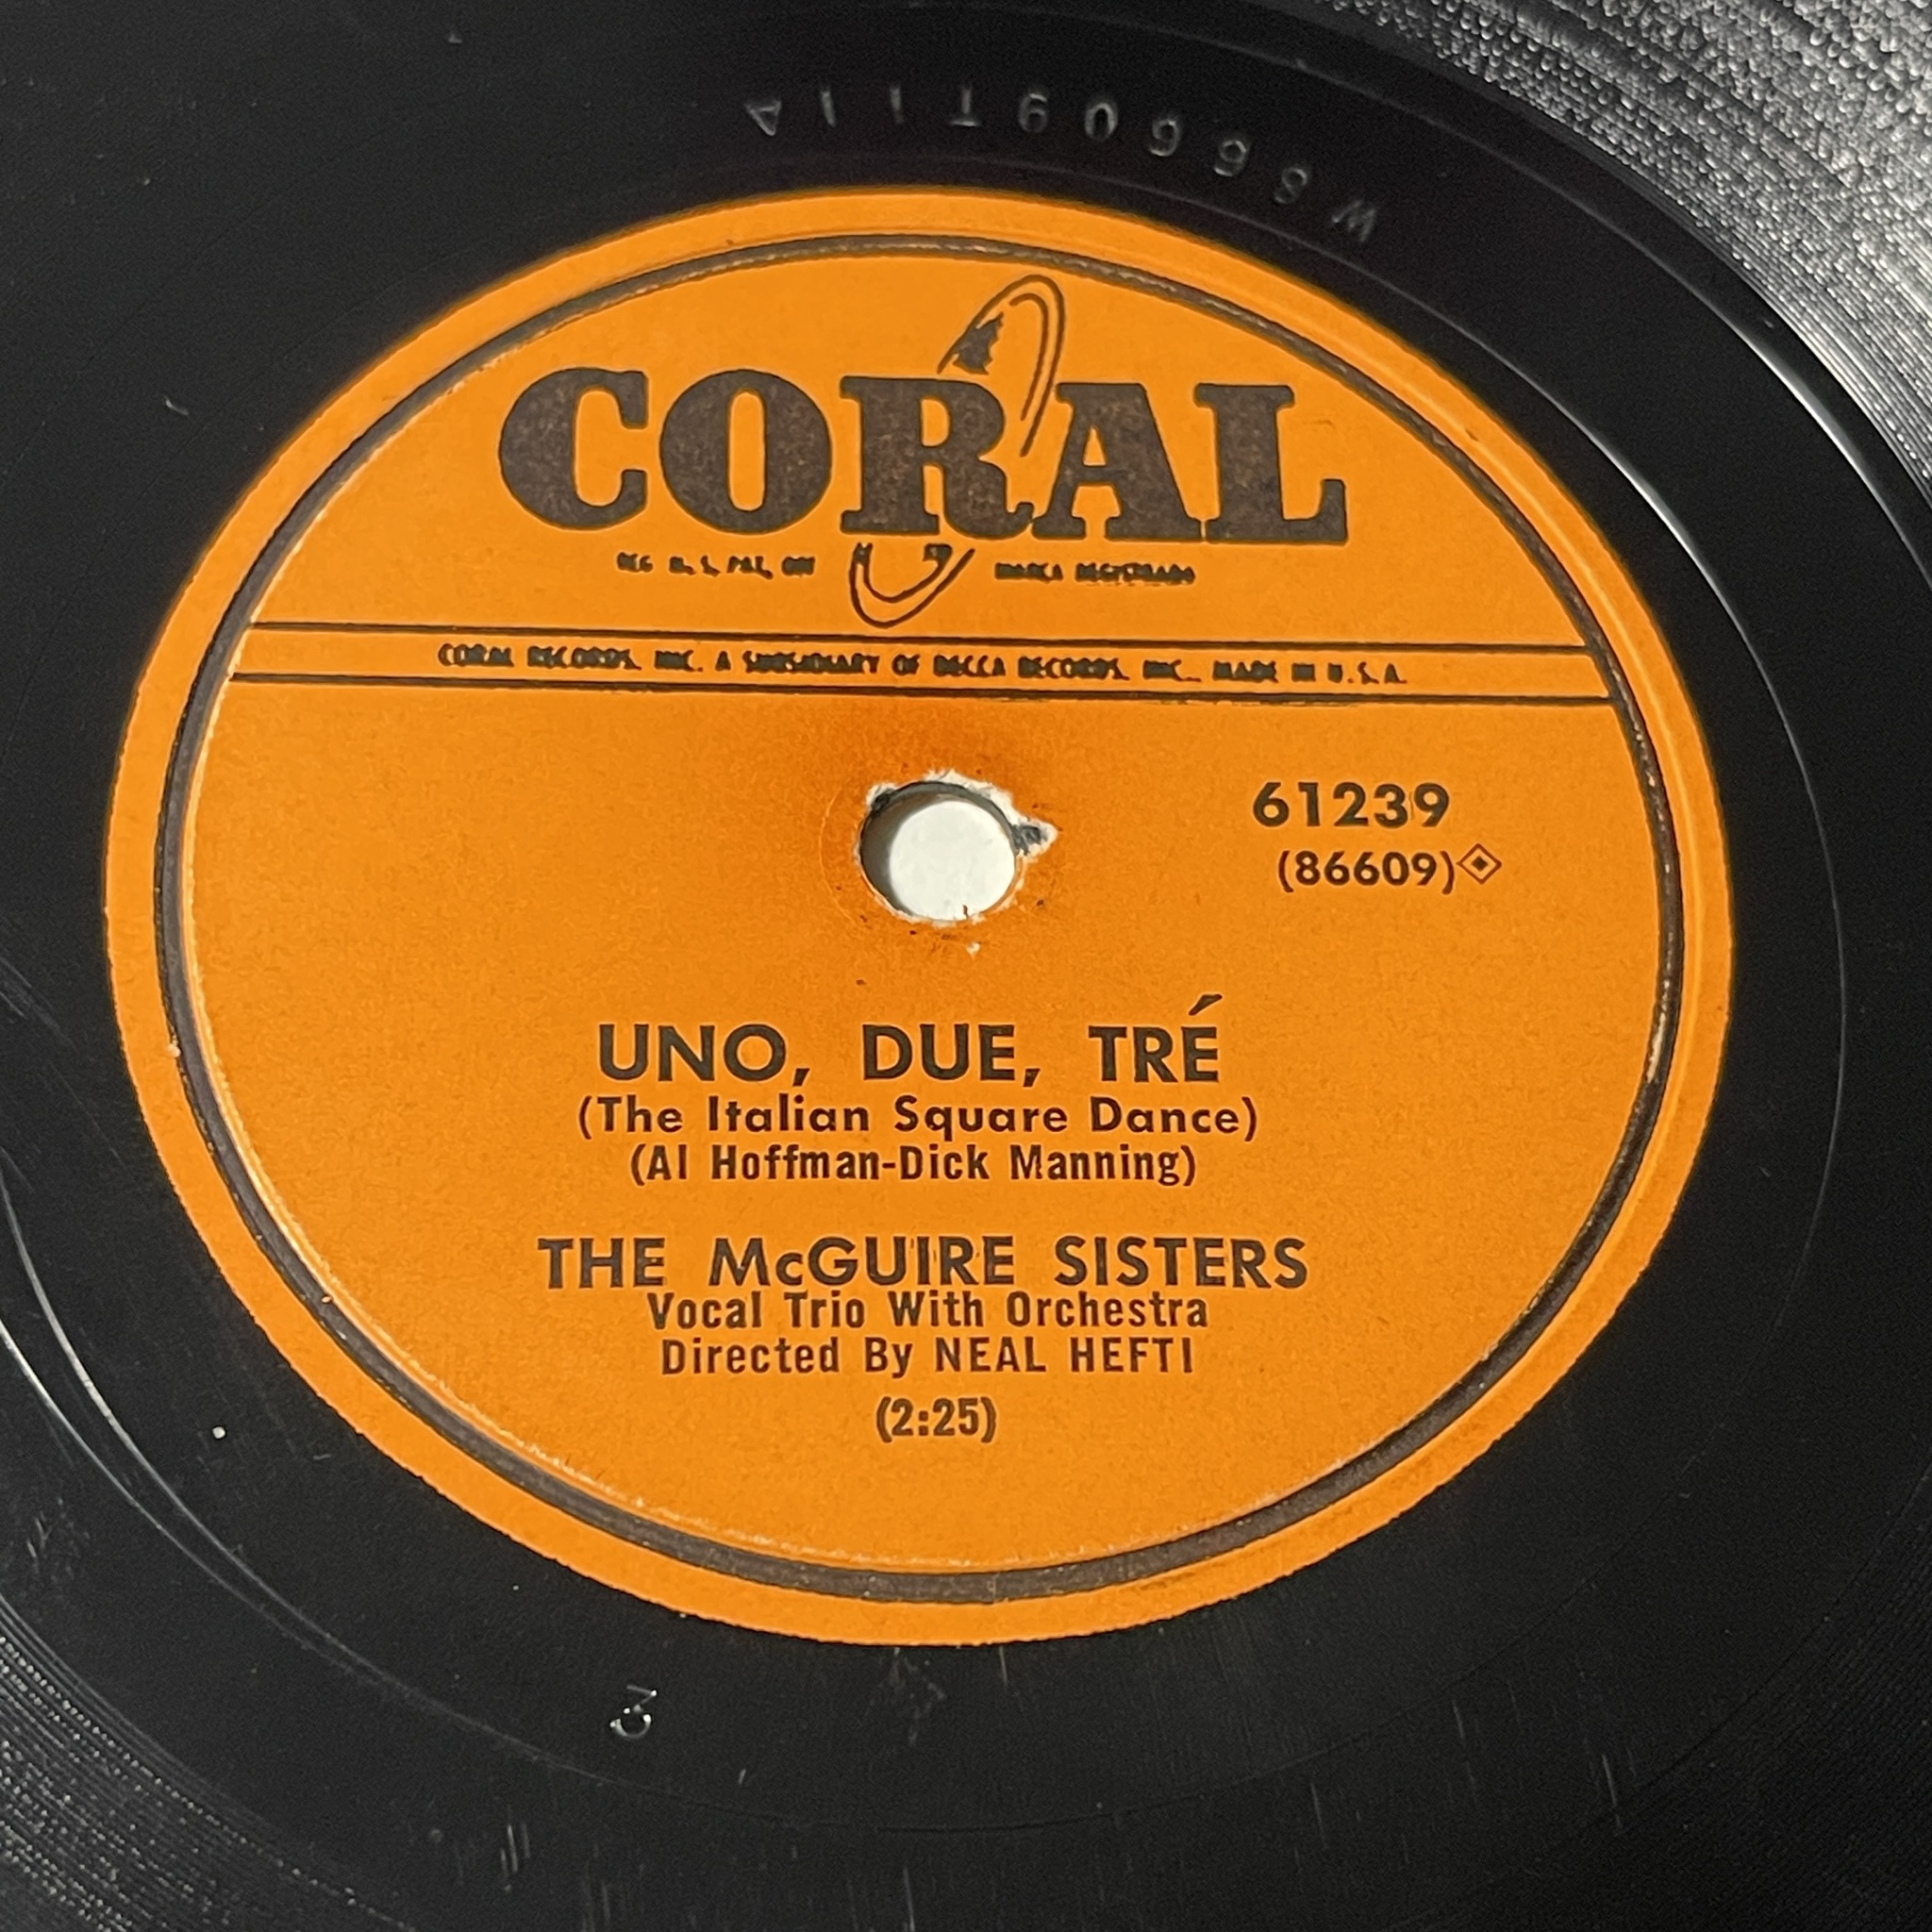 W86609T11A
CORAL
REG U. S. PAT. OFF MARCA REGISTRADA
CORAL RECORDS, INC. A SUBSIDIARY OF DECCA RECORDS, INC., MADE IN U.S.A.
61239
(86609)
UNO, DUE, TRÉ
(The Italian Square Dance)
(Al Hoffman-Dick Manning)
THE McGUIRE SISTERS
Vocal Trio With Orchestra
Directed By NEAL HEFTI
(2:25)